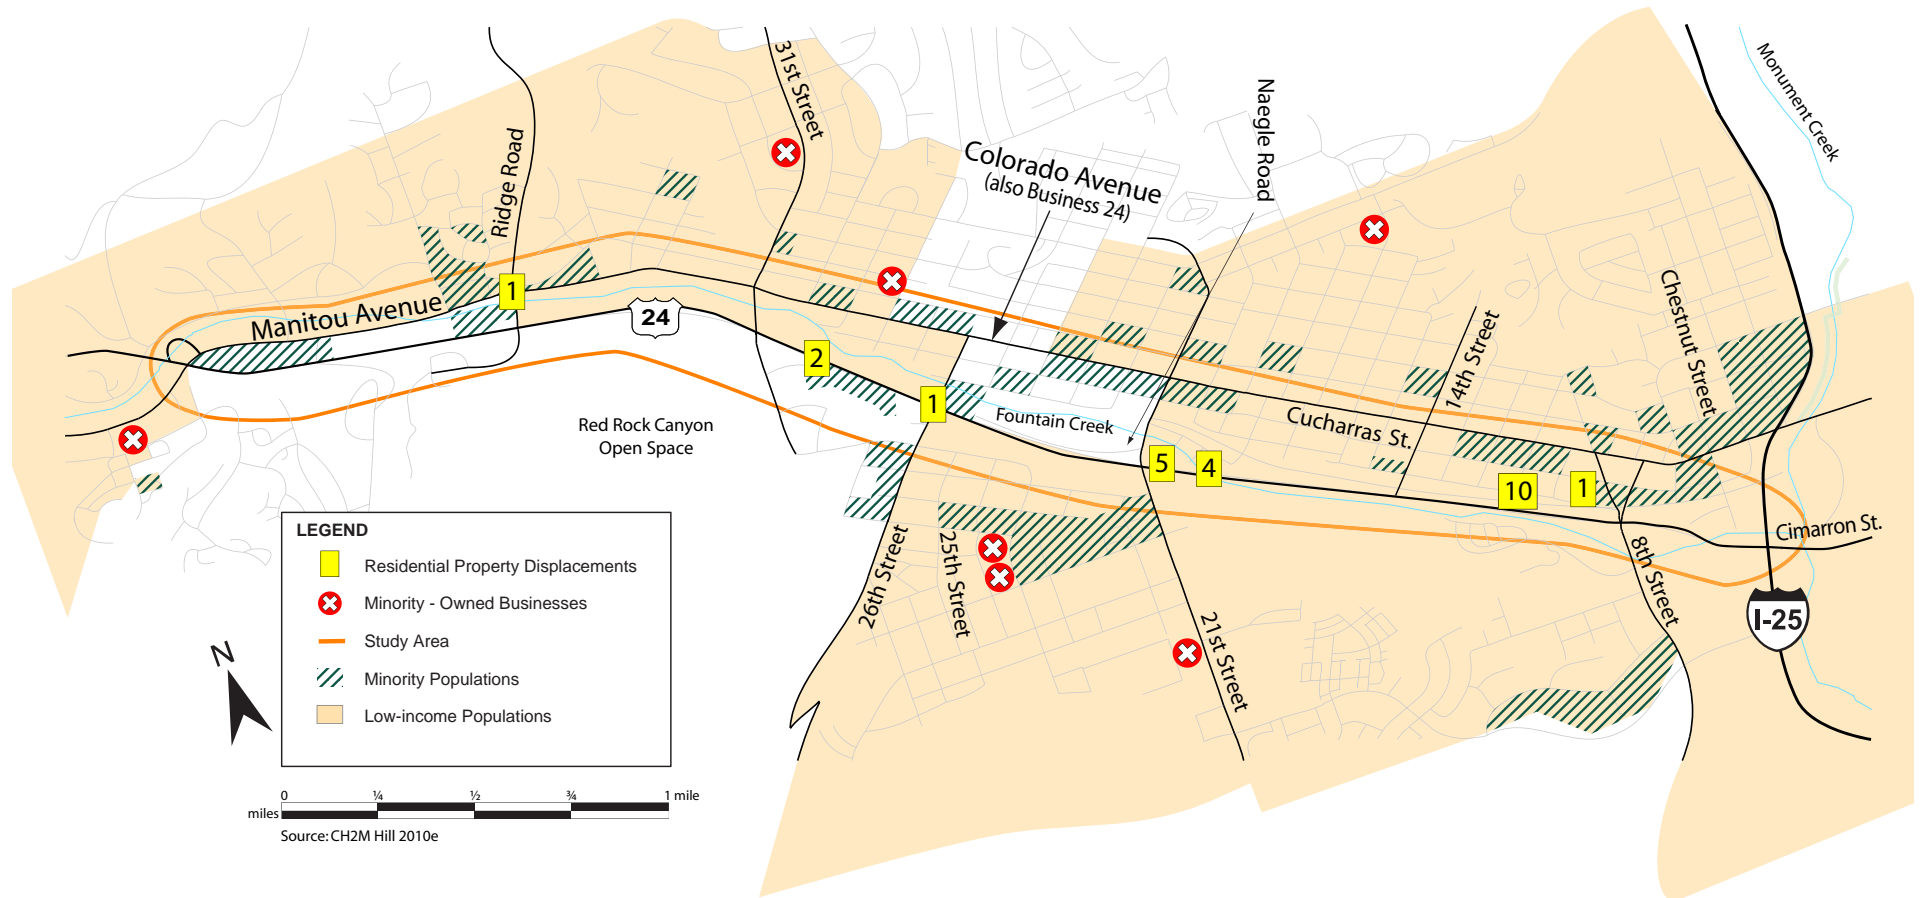 31st Street
Ridge Road
Colorado Avenue
(also Business 24)
Naegle Road
Monument Creek
Manitou Avenue
1
24
2
1
Red Rock Canyon
Open Space
Fountain Creek
5
4
Cucharras St.
14th Street
Chestnut Street
10
1
Cimarron St.
8th Street
I-25
26th Street
25th Street
21st Street
N
LEGEND
Residential Property Displacements
Minority - Owned Businesses
Study Area
Minority Populations
Low-income Populations
0 ¼ ½ ¾ 1 mile
miles
Source: CH2M Hill 2010e